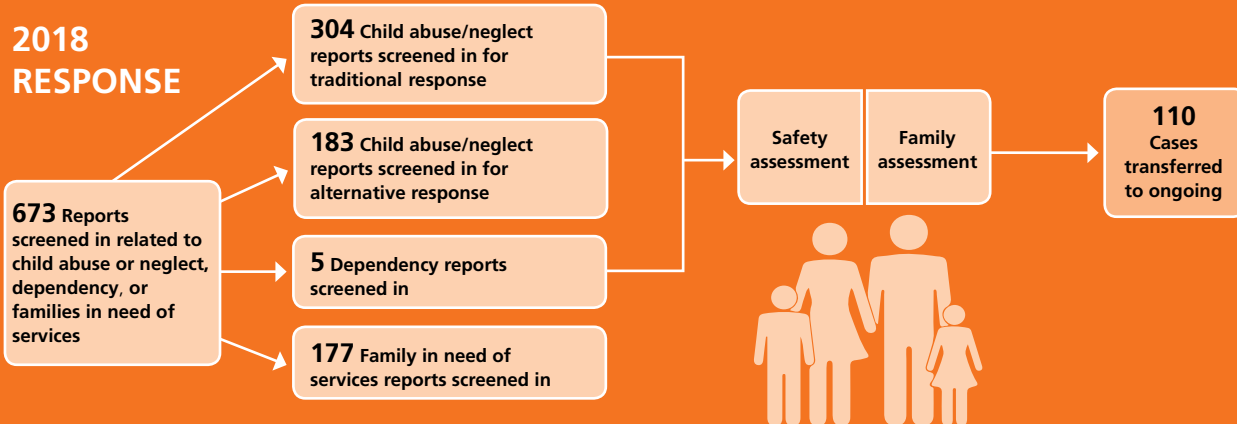 2018
RESPONSE
304 Child abuse/neglect
reports screened in for
traditional response
183 Child abuse/neglect
reports screened in for
alternative response
673 Reports
screened in related to
child abuse or neglect,
dependency, or
families in need of
services
5 Dependency reports
screened in
177 Family in need of
services reports screened in
Safety
assessment
Family
assessment
110
Cases
transferred
to ongoing